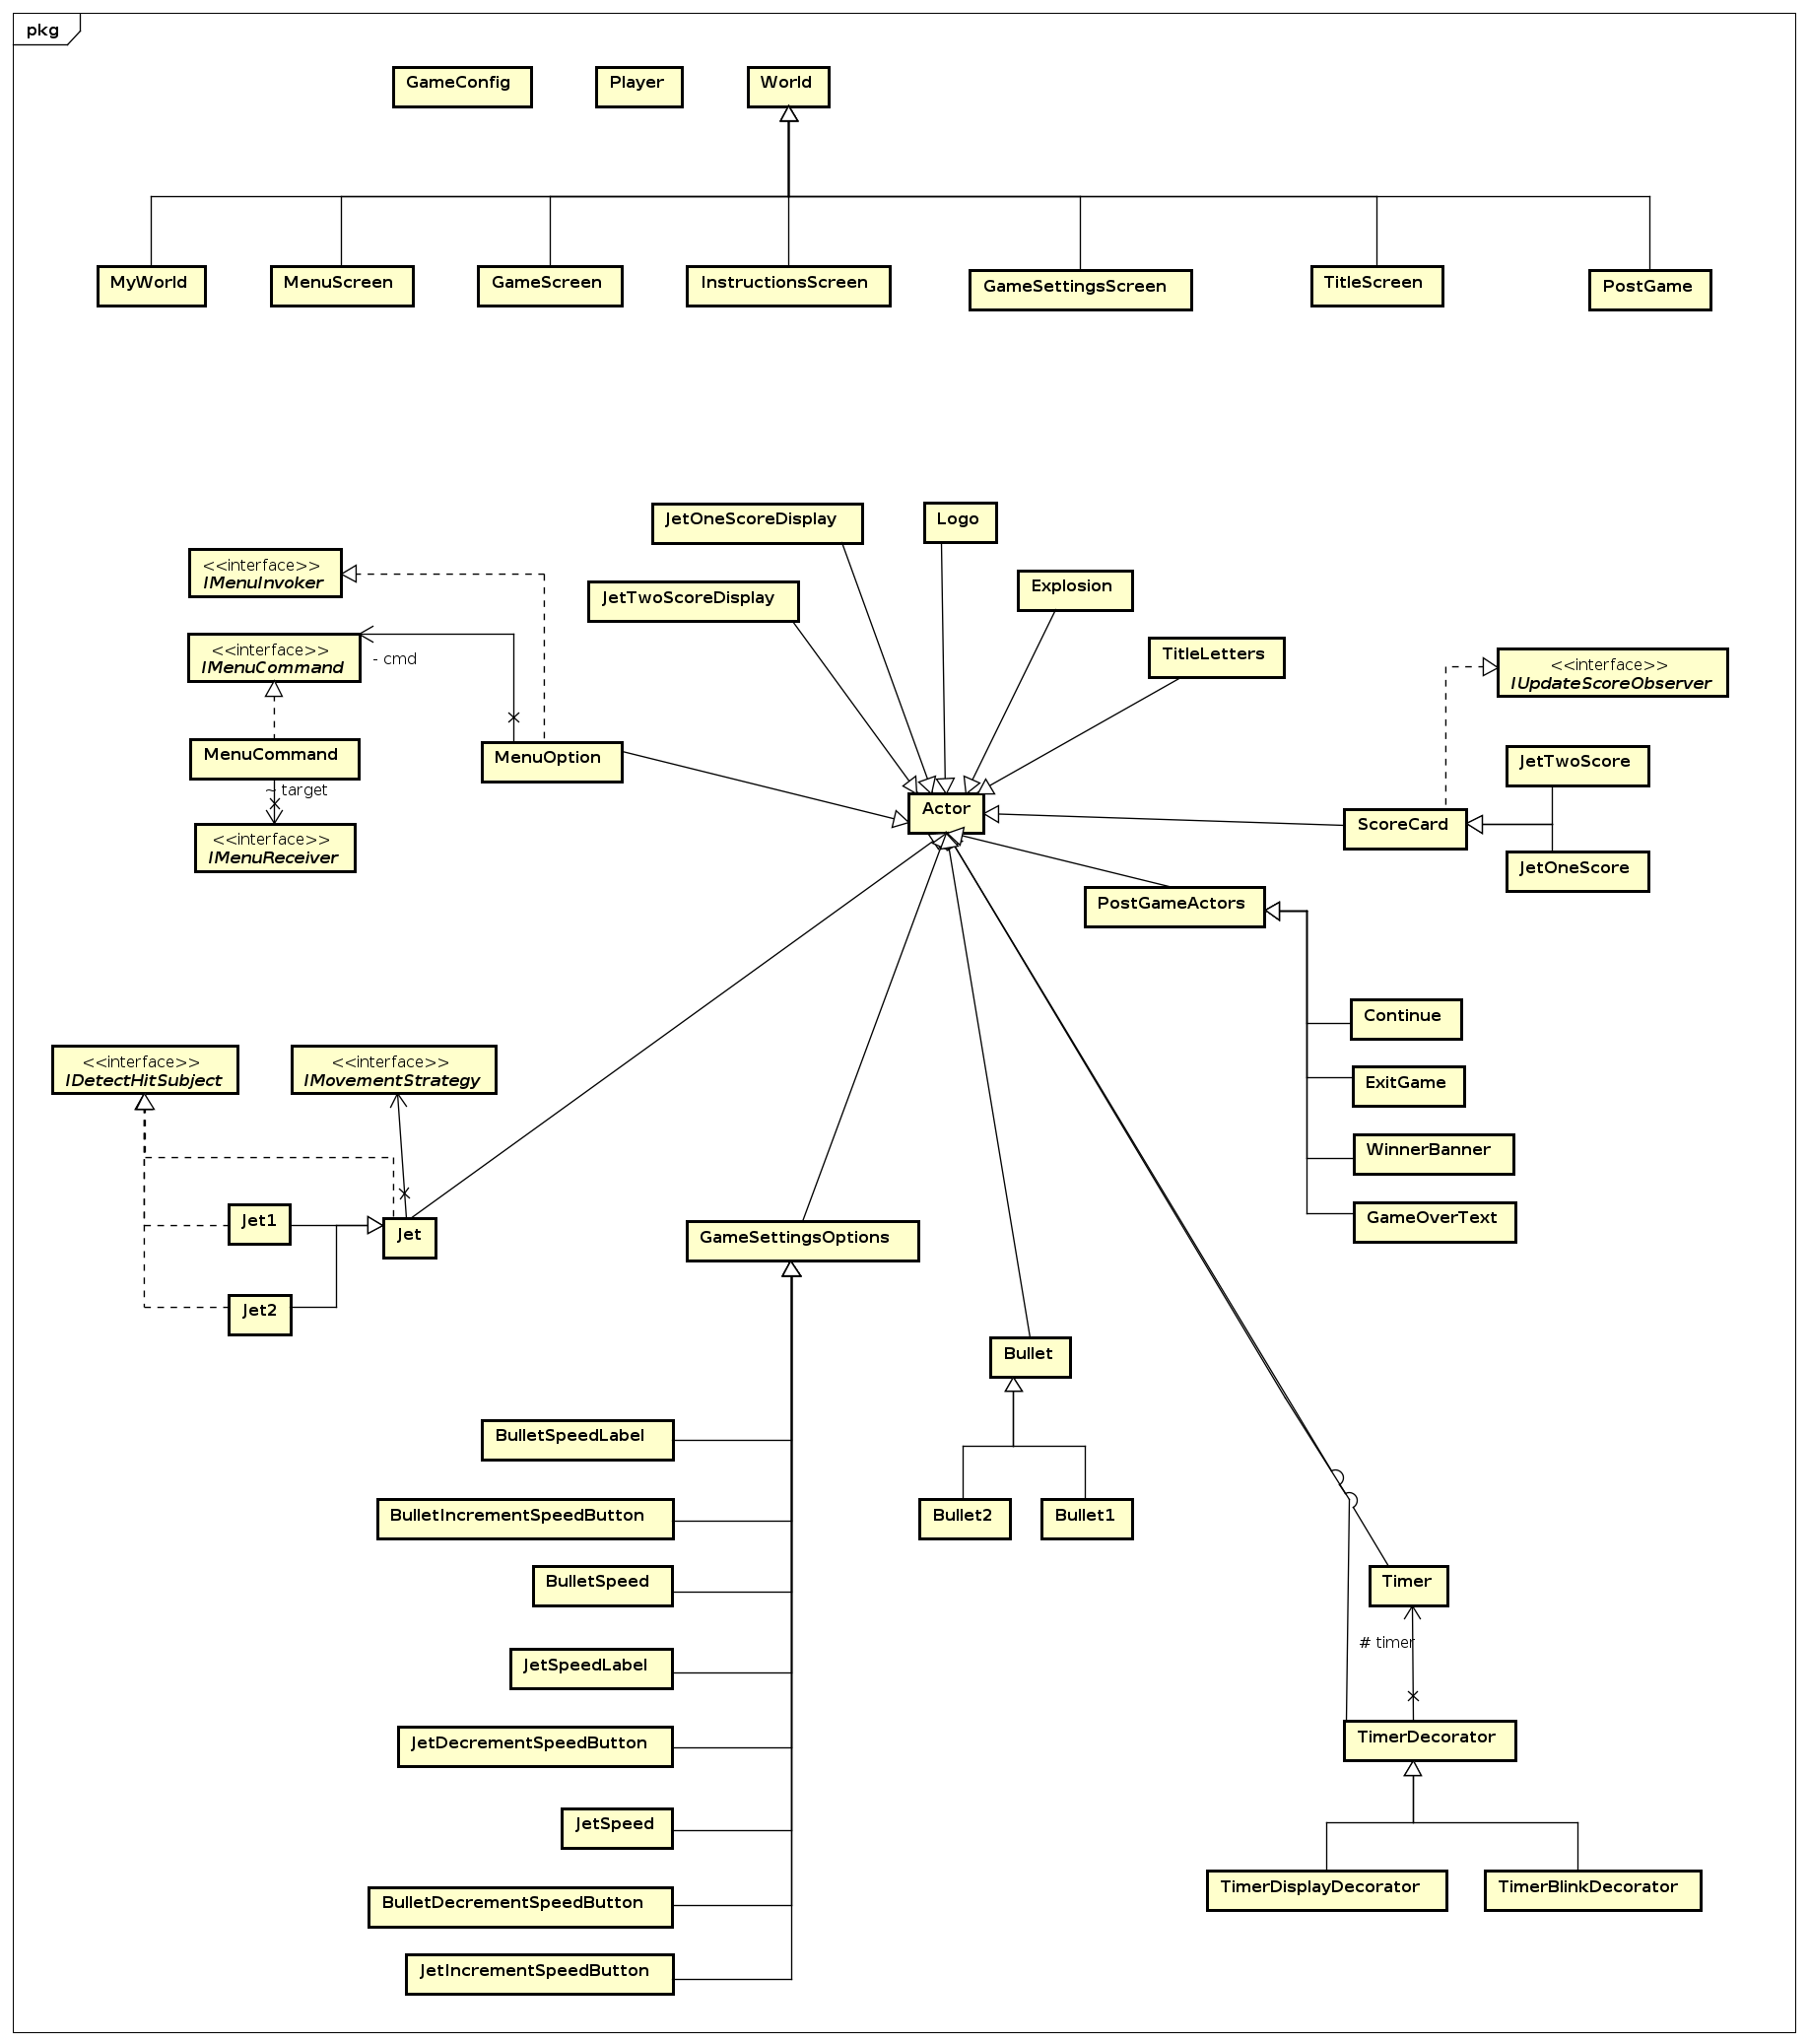 pkg
GameConfig
Player
World
MyWorld
MenuScreen
GameScreen
InstructionsScreen
GameSettingsScreen
TitleScreen
PostGame
JetOneScoreDisplay
Logo
<<interface>>
IMenuInvoker
JetTwoScoreDisplay
Explosion
<<interface>>
IMenuCommand
- cmd
TitleLetters
<<interface>>
IUpdateScoreObserver
MenuCommand
MenuOption
JetTwoScore
~ target
Actor
ScoreCard
<<interface>>
IMenuReceiver
JetOneScore
PostGameActors
Continue
<<interface>>
IDetectHitSubject
<<interface>>
IMovementStrategy
ExitGame
WinnerBanner
Jet1
Jet
GameSettingsOptions
GameOverText
Jet2
Bullet
BulletSpeedLabel
BulletIncrementSpeedButton
Bullet2
Bullet1
BulletSpeed
Timer
# timer
JetSpeedLabel
JetDecrementSpeedButton
TimerDecorator
JetSpeed
BulletDecrementSpeedButton
TimerDisplayDecorator
TimerBlinkDecorator
JetIncrementSpeedButton